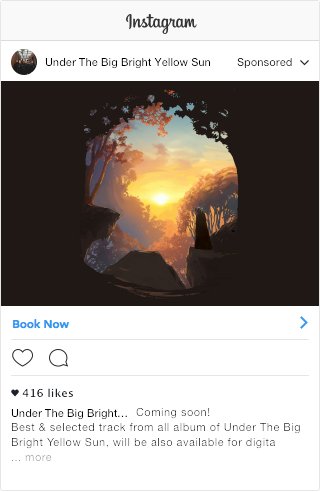 Instagram
Under The Big Bright Yellow Sun Sponsored
Book Now
416 likes
Under The Big Bright... Coming soon!
Best & selected track from all album of Under The Big
Bright Yellow Sun, will be also available for digita
... more